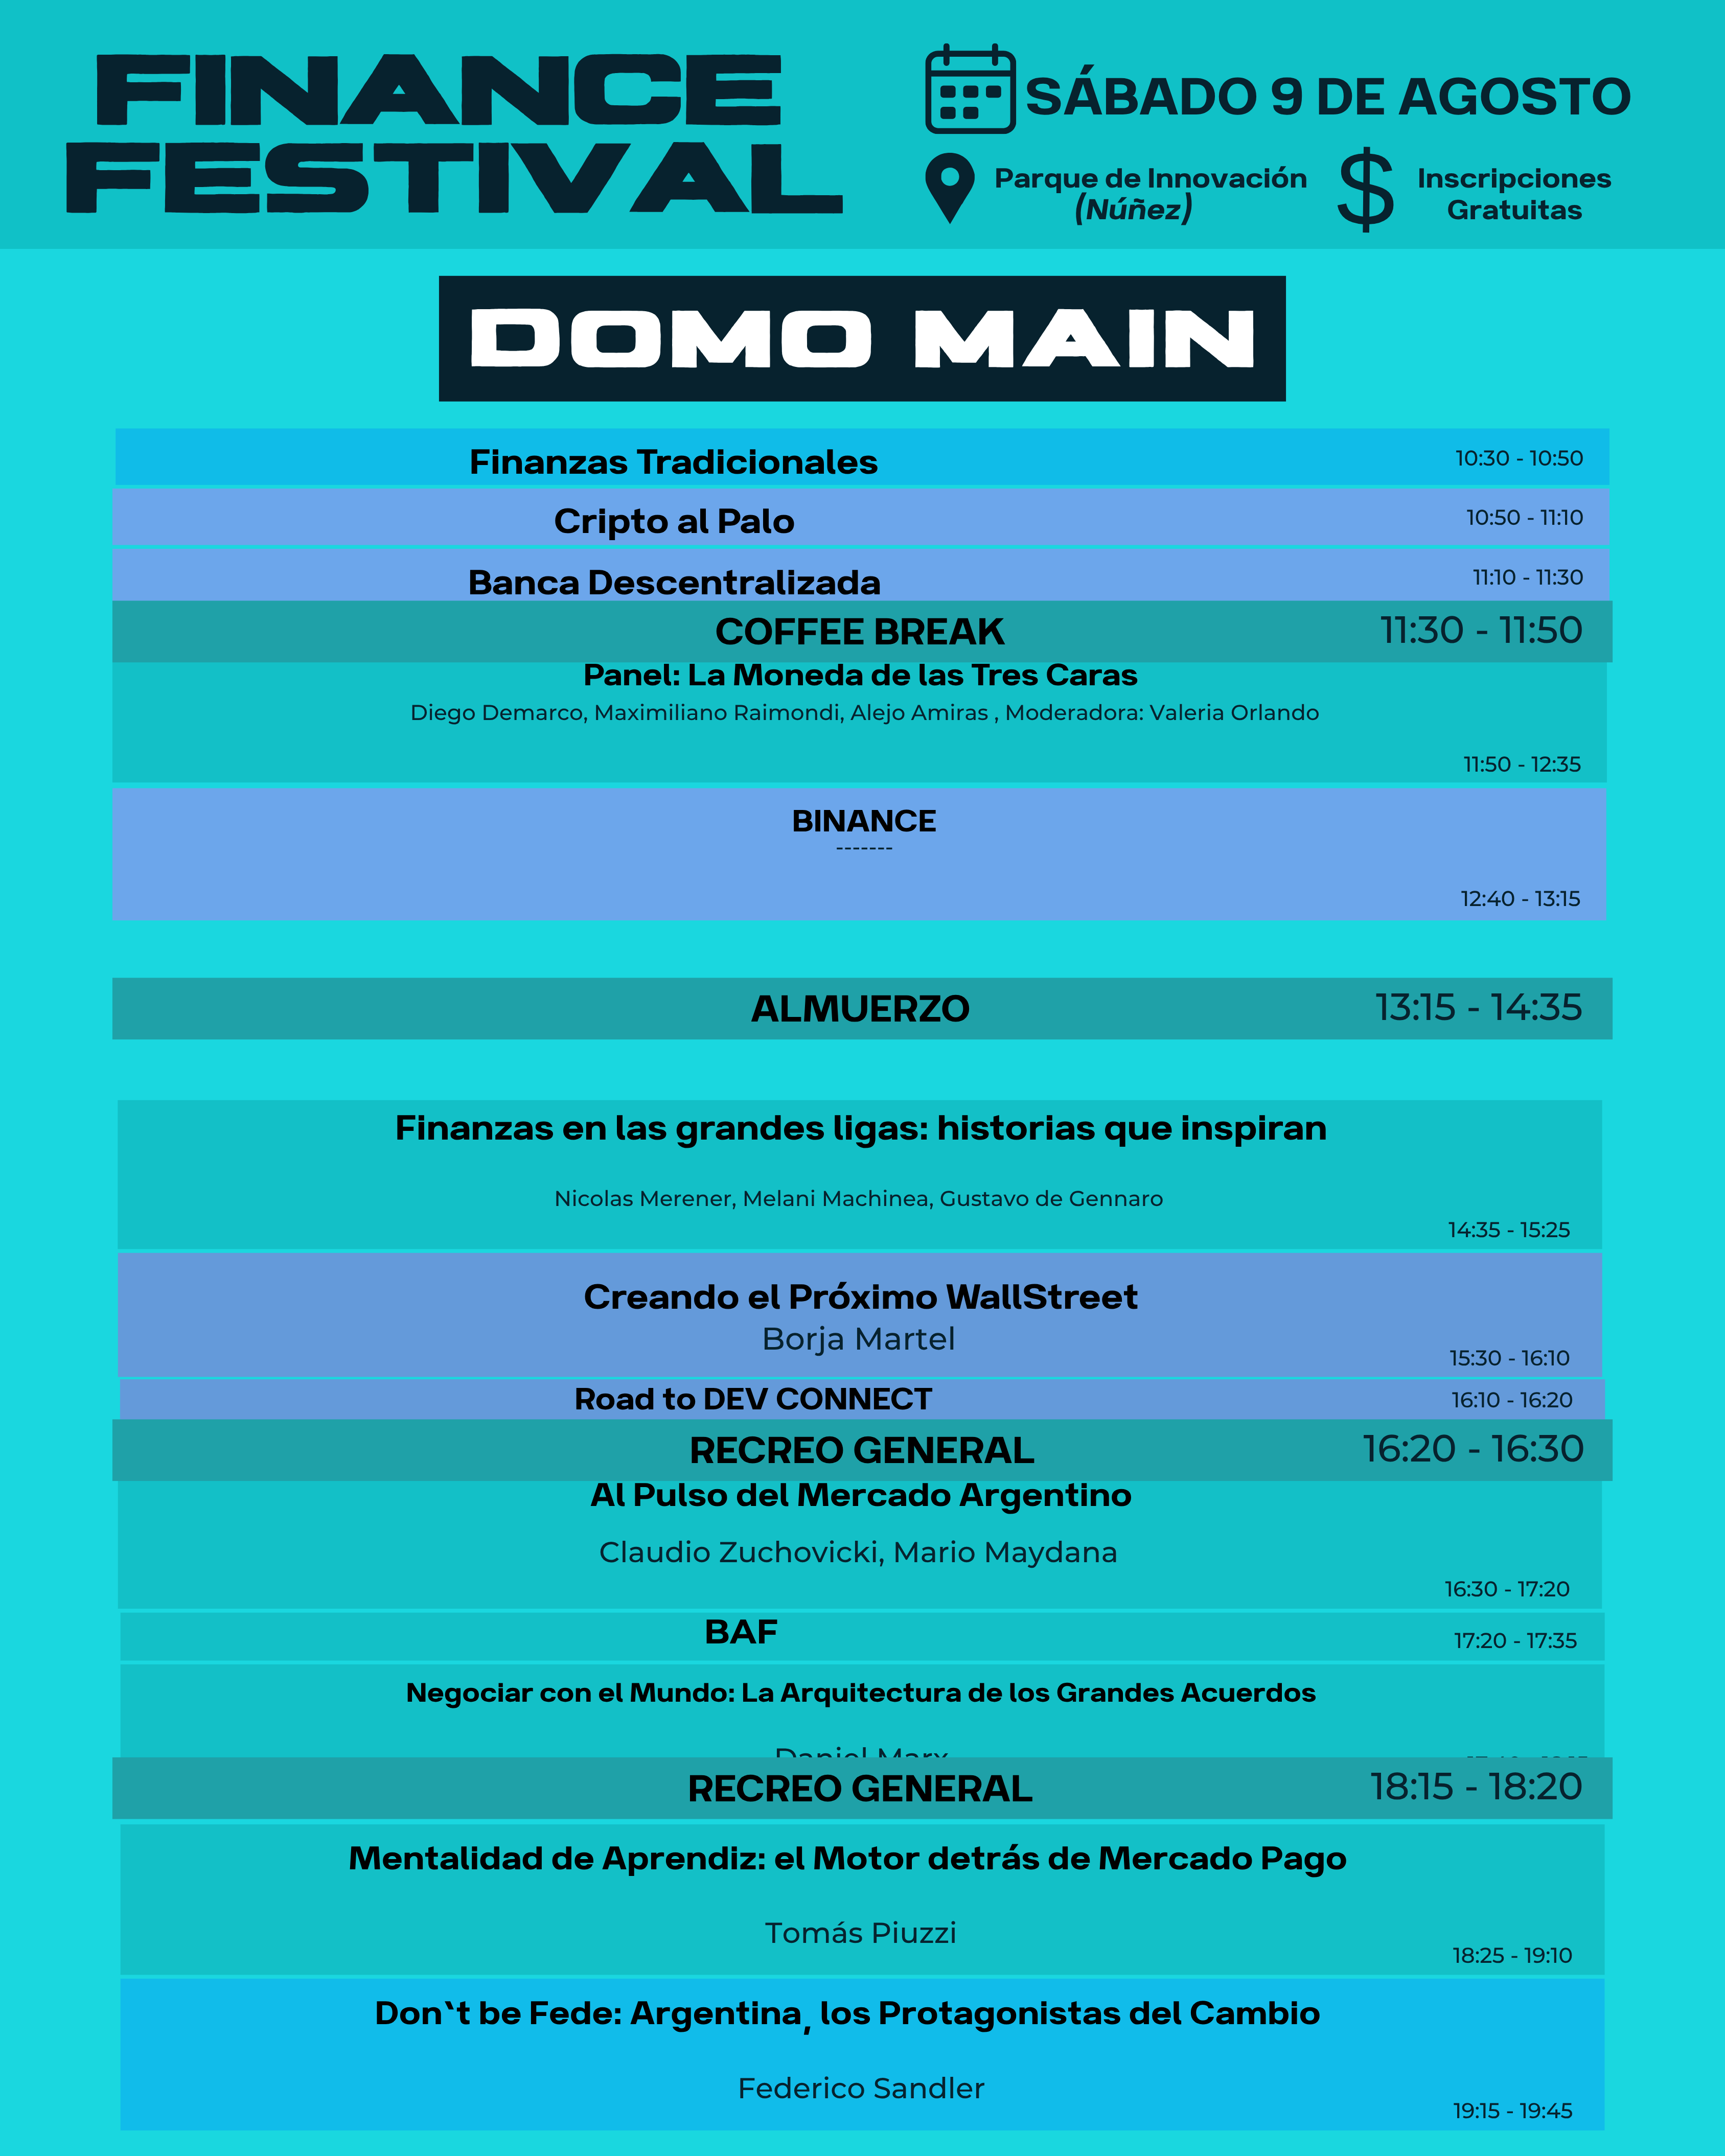 FINANCE
FESTIVAL
SÁBADO 9 DE AGOSTO
Parque de Innovación
(Núñez)
$
Inscripciones
Gratuitas
DOMO MAIN
Finanzas Tradicionales 10:30 - 10:50
Cripto al Palo 10:50 - 11:10
Banca Descentralizada 11:10 - 11:30
COFFEE BREAK 11:30 - 11:50
Panel: La Moneda de las Tres Caras
Diego Demarco, Maximiliano Raimondi, Alejo Amiras , Moderadora: Valeria Orlando
11:50 - 12:35
BINANCE
-------
12:40 - 13:15
ALMUERZO 13:15 - 14:35
Finanzas en las grandes ligas: historias que inspiran
Nicolas Merener, Melani Machinea, Gustavo de Gennaro
14:35 - 15:25
Creando el Próximo WallStreet
Borja Martel
15:30 - 16:10
Road to DEV CONNECT 16:10 - 16:20
RECREO GENERAL 16:20 - 16:30
Al Pulso del Mercado Argentino
Claudio Zuchovicki, Mario Maydana
16:30 - 17:20
BAF 17:20 - 17:35
Negociar con el Mundo: La Arquitectura de los Grandes Acuerdos
Daniel Marx
RECREO GENERAL 18:15 - 18:20
Mentalidad de Aprendiz: el Motor detrás de Mercado Pago
Tomás Piuzzi
18:25 - 19:10
Don`t be Fede: Argentina, los Protagonistas del Cambio
Federico Sandler
19:15 - 19:45